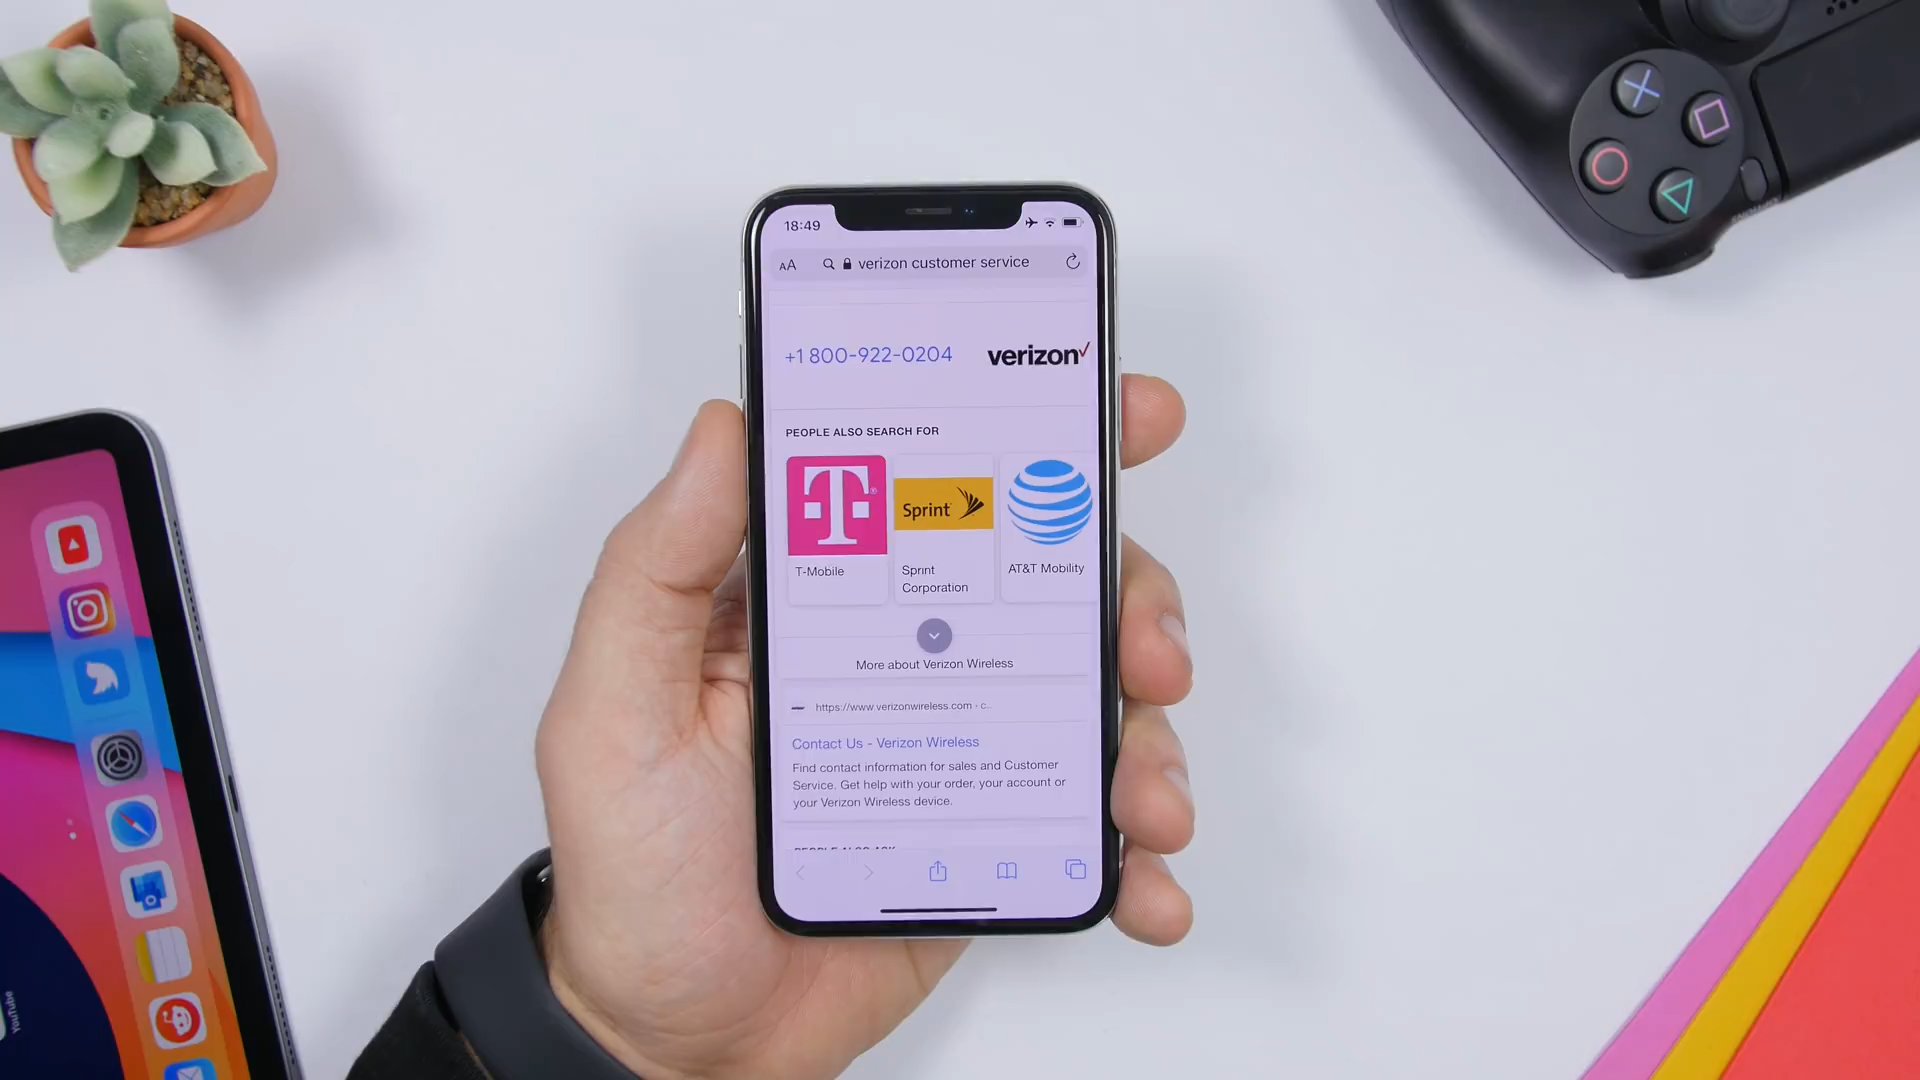 18:49
AA verizon customer service
+1 800-922-0204
verizon
PEOPLE ALSO SEARCH FOR
T
Sprint
T-Mobile
Sprint
Corporation
AT&T Mobility
More about Verizon Wireless
https://www.verizonwireless.com › c..
Contact Us - Verizon Wireless
Find contact information for sales and Customer
Service. Get help with your order, your account or
your Verizon Wireless device.
YouTube
OPTIONS